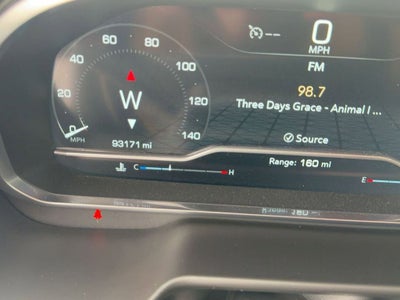 0
MPH
FM
98.7
Three Days Grace - Animal I ...
Source
0
20
40
60
80
100
120
140
MPH
W
93171 mi
C
H
Range: 160 mi
E